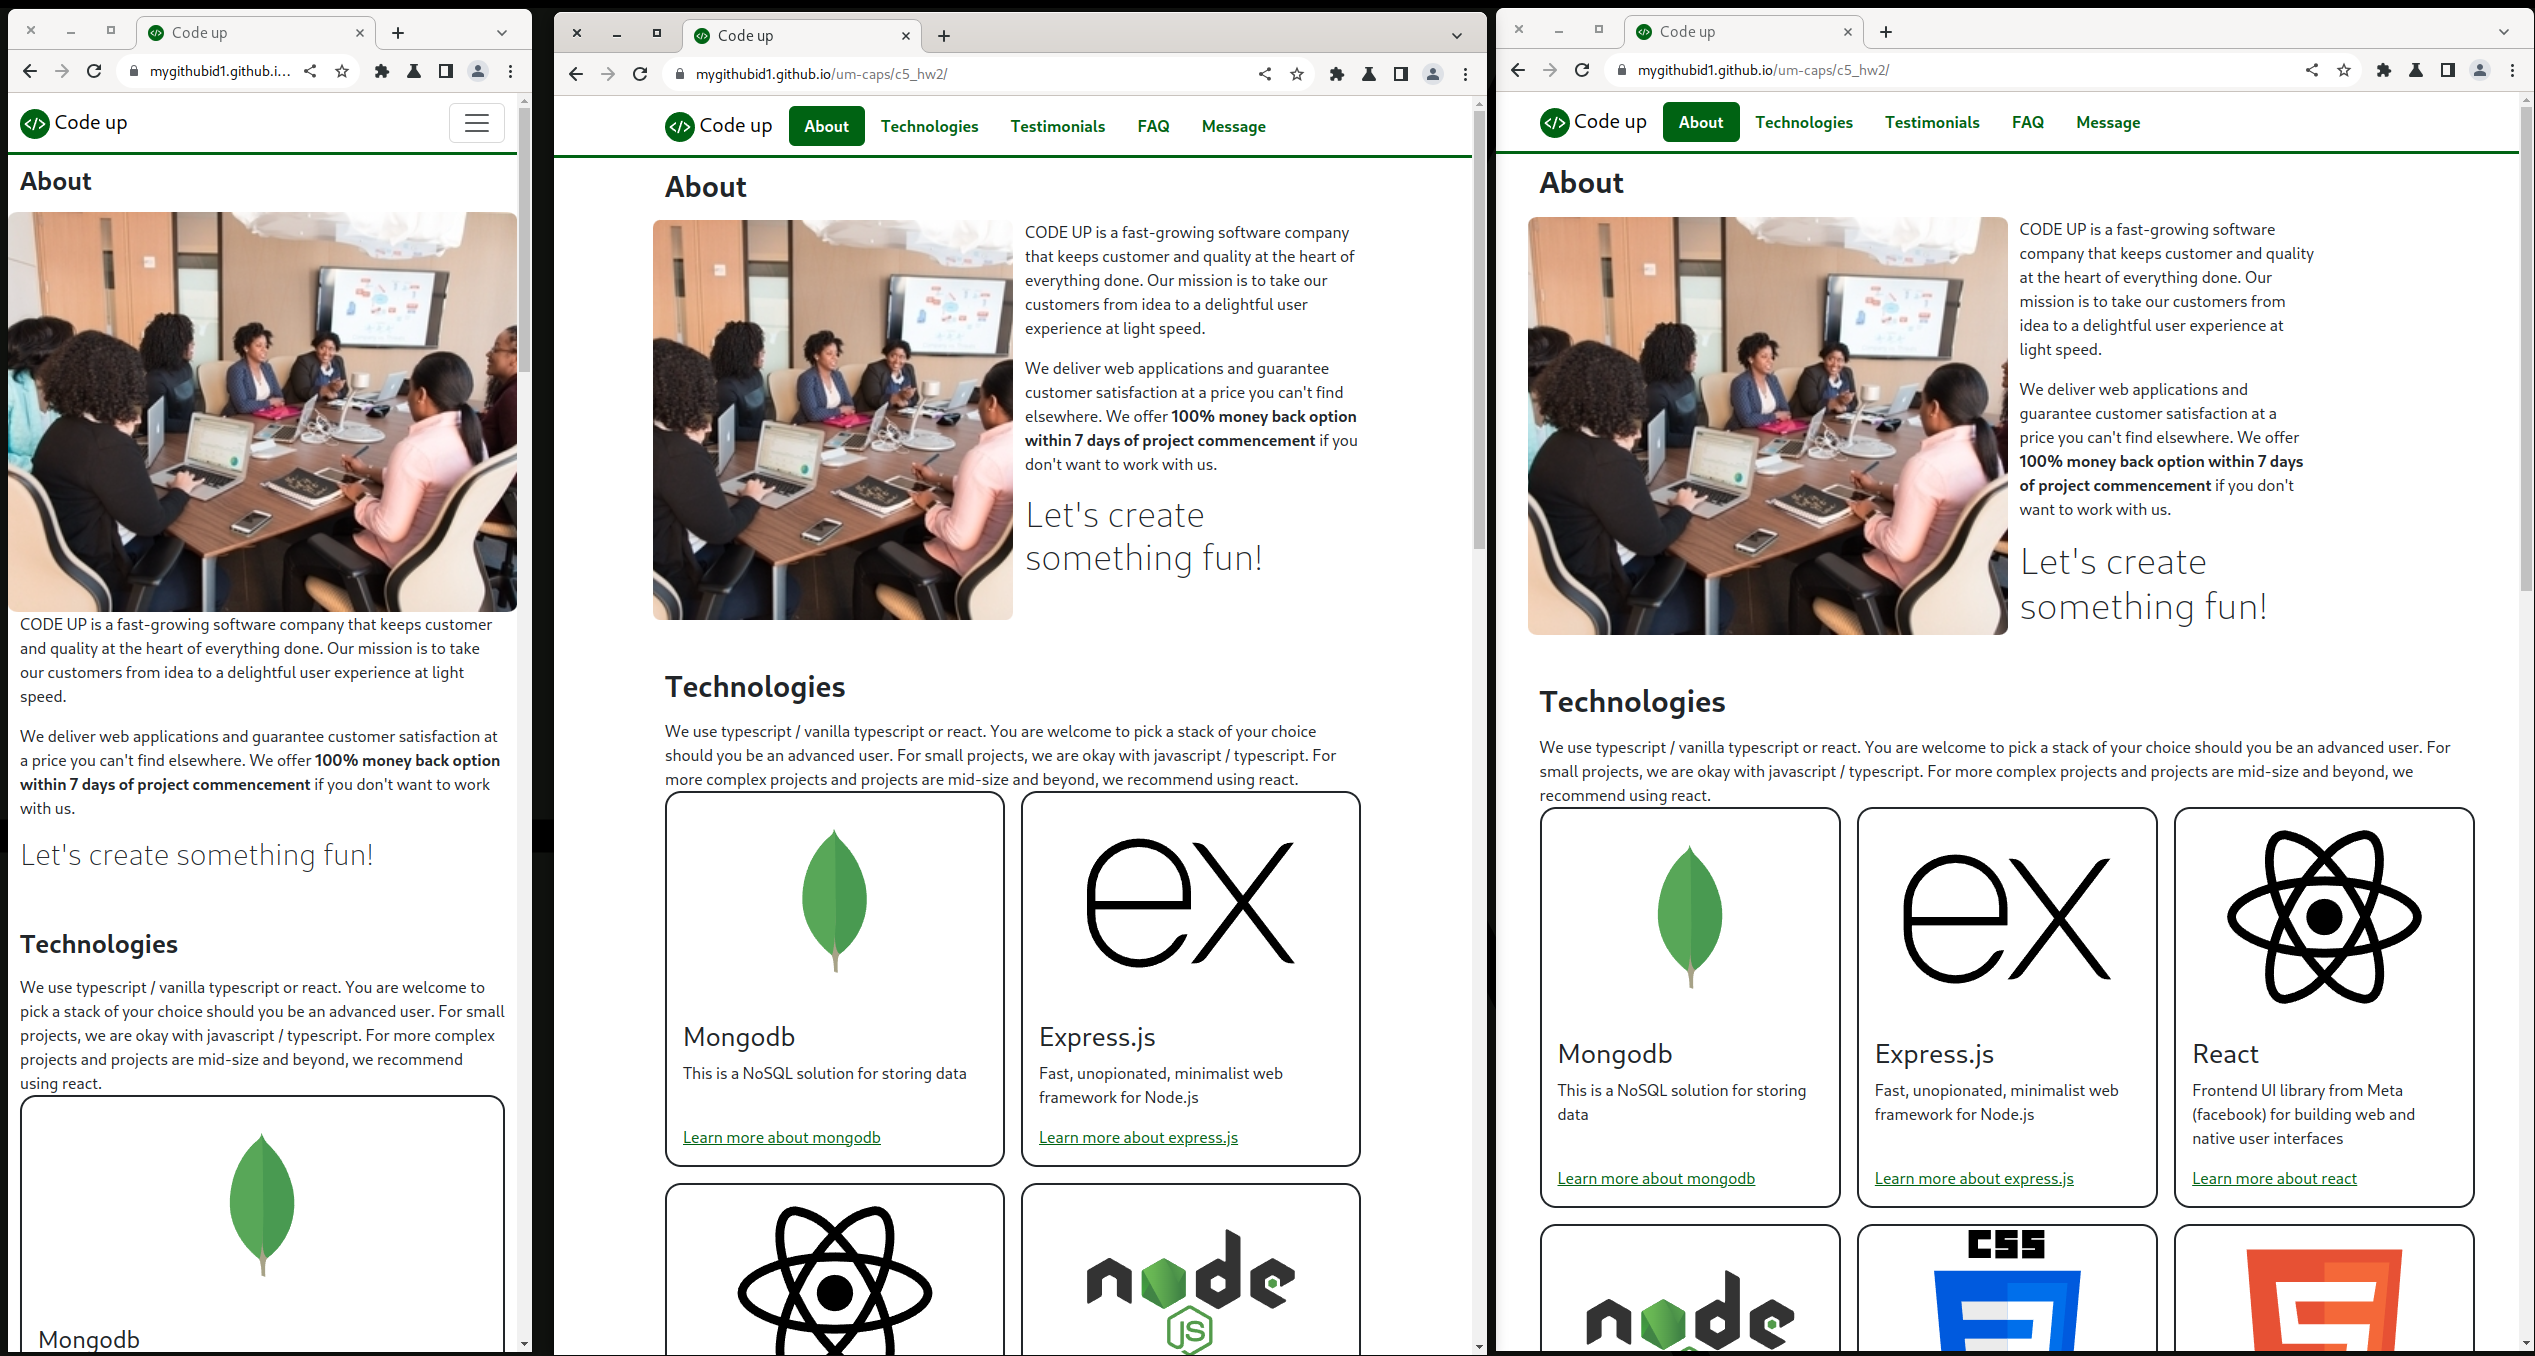 Code up
mygithubid1.github.i...
Code up
About
CODE UP is a fast-growing software company that keeps customer
and quality at the heart of everything done. Our mission is to take
our customers from idea to a delightful user experience at light
speed.
We deliver web applications and guarantee customer satisfaction at
a price you can't find elsewhere. We offer 100% money back option
within 7 days of project commencement if you don't want to work
with us.
Let's create something fun!
Technologies
We use typescript / vanilla typescript or react. You are welcome to
pick a stack of your choice should you be an advanced user. For small
projects, we are okay with javascript / typescript. For more complex
projects and projects are mid-size and beyond, we recommend
using react.
Mongodb
Code up
mygithubid1.github.io/um-caps/c5_hw2/
Code up About Technologies Testimonials FAQ Message
About
CODE UP is a fast-growing software company
that keeps customer and quality at the heart of
everything done. Our mission is to take our
customers from idea to a delightful user
experience at light speed.
We deliver web applications and guarantee
customer satisfaction at a price you can't find
elsewhere. We offer 100% money back option
within 7 days of project commencement if you
don't want to work with us.
Let's create
something fun!
Technologies
We use typescript / vanilla typescript or react. You are welcome to pick a stack of your choice
should you be an advanced user. For small projects, we are okay with javascript / typescript. For
more complex projects and projects are mid-size and beyond, we recommend using react.
ex
Mongodb
This is a NoSQL solution for storing data
Learn more about mongodb
Express.js
Fast, unopionated, minimalist web
framework for Node.js
Learn more about express.js
node
JS
Code up
mygithubid1.github.io/um-caps/c5_hw2/
Code up About Technologies Testimonials FAQ Message
About
CODE UP is a fast-growing software
company that keeps customer and quality
at the heart of everything done. Our
mission is to take our customers from
idea to a delightful user experience at
light speed.
We deliver web applications and
guarantee customer satisfaction at a
price you can't find elsewhere. We offer
100% money back option within 7 days
of project commencement if you don't
want to work with us.
Let's create
something fun!
Technologies
We use typescript / vanilla typescript or react. You are welcome to pick a stack of your choice should you be an advanced user. For
small projects, we are okay with javascript / typescript. For more complex projects and projects are mid-size and beyond, we
recommend using react.
ex
Mongodb
This is a NoSQL solution for storing
data
Learn more about mongodb
Express.js
Fast, unopionated, minimalist web
framework for Node.js
Learn more about express.js
React
Frontend UI library from Meta
(facebook) for building web and
native user interfaces
Learn more about react
node
CSS